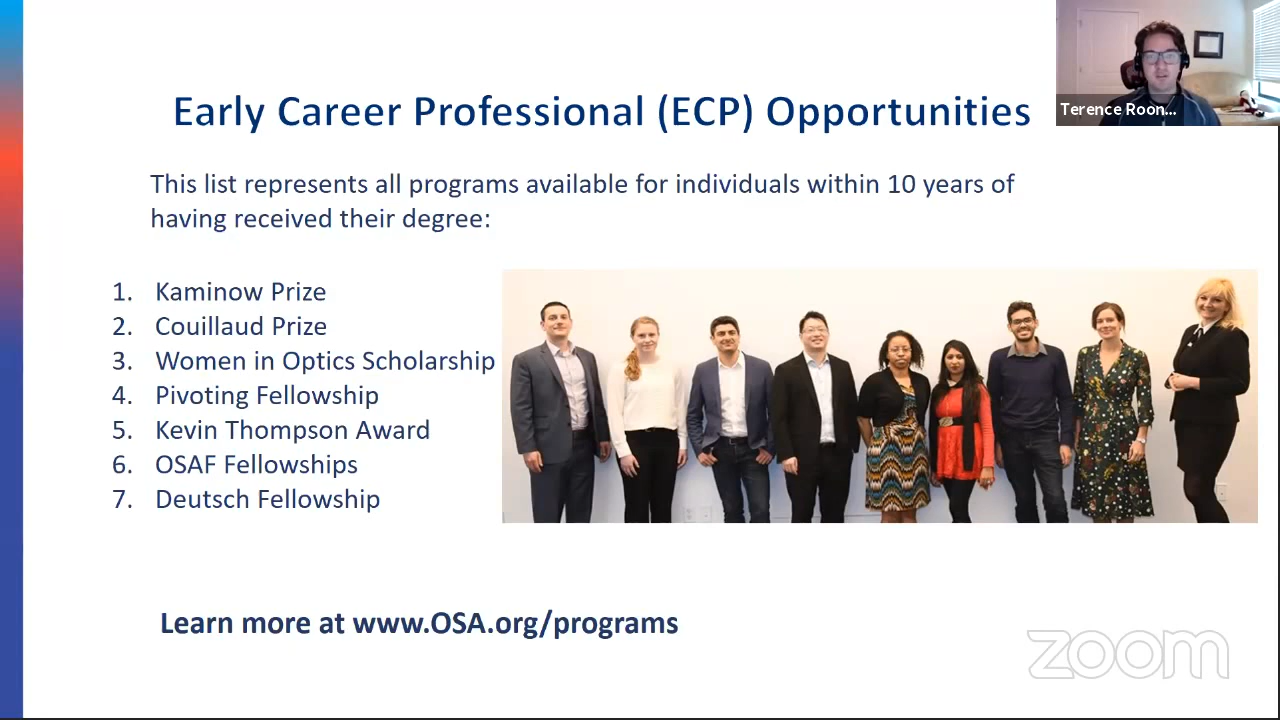 Early Career Professional (ECP) Opportunities
Terence Roon...
This list represents all programs available for individuals within 10 years of
having received their degree:
1. Kaminow Prize
2. Couillaud Prize
3. Women in Optics Scholarship
4. Pivoting Fellowship
5. Kevin Thompson Award
6. OSAF Fellowships
7. Deutsch Fellowship
Learn more at www.OSA.org/programs
zoom